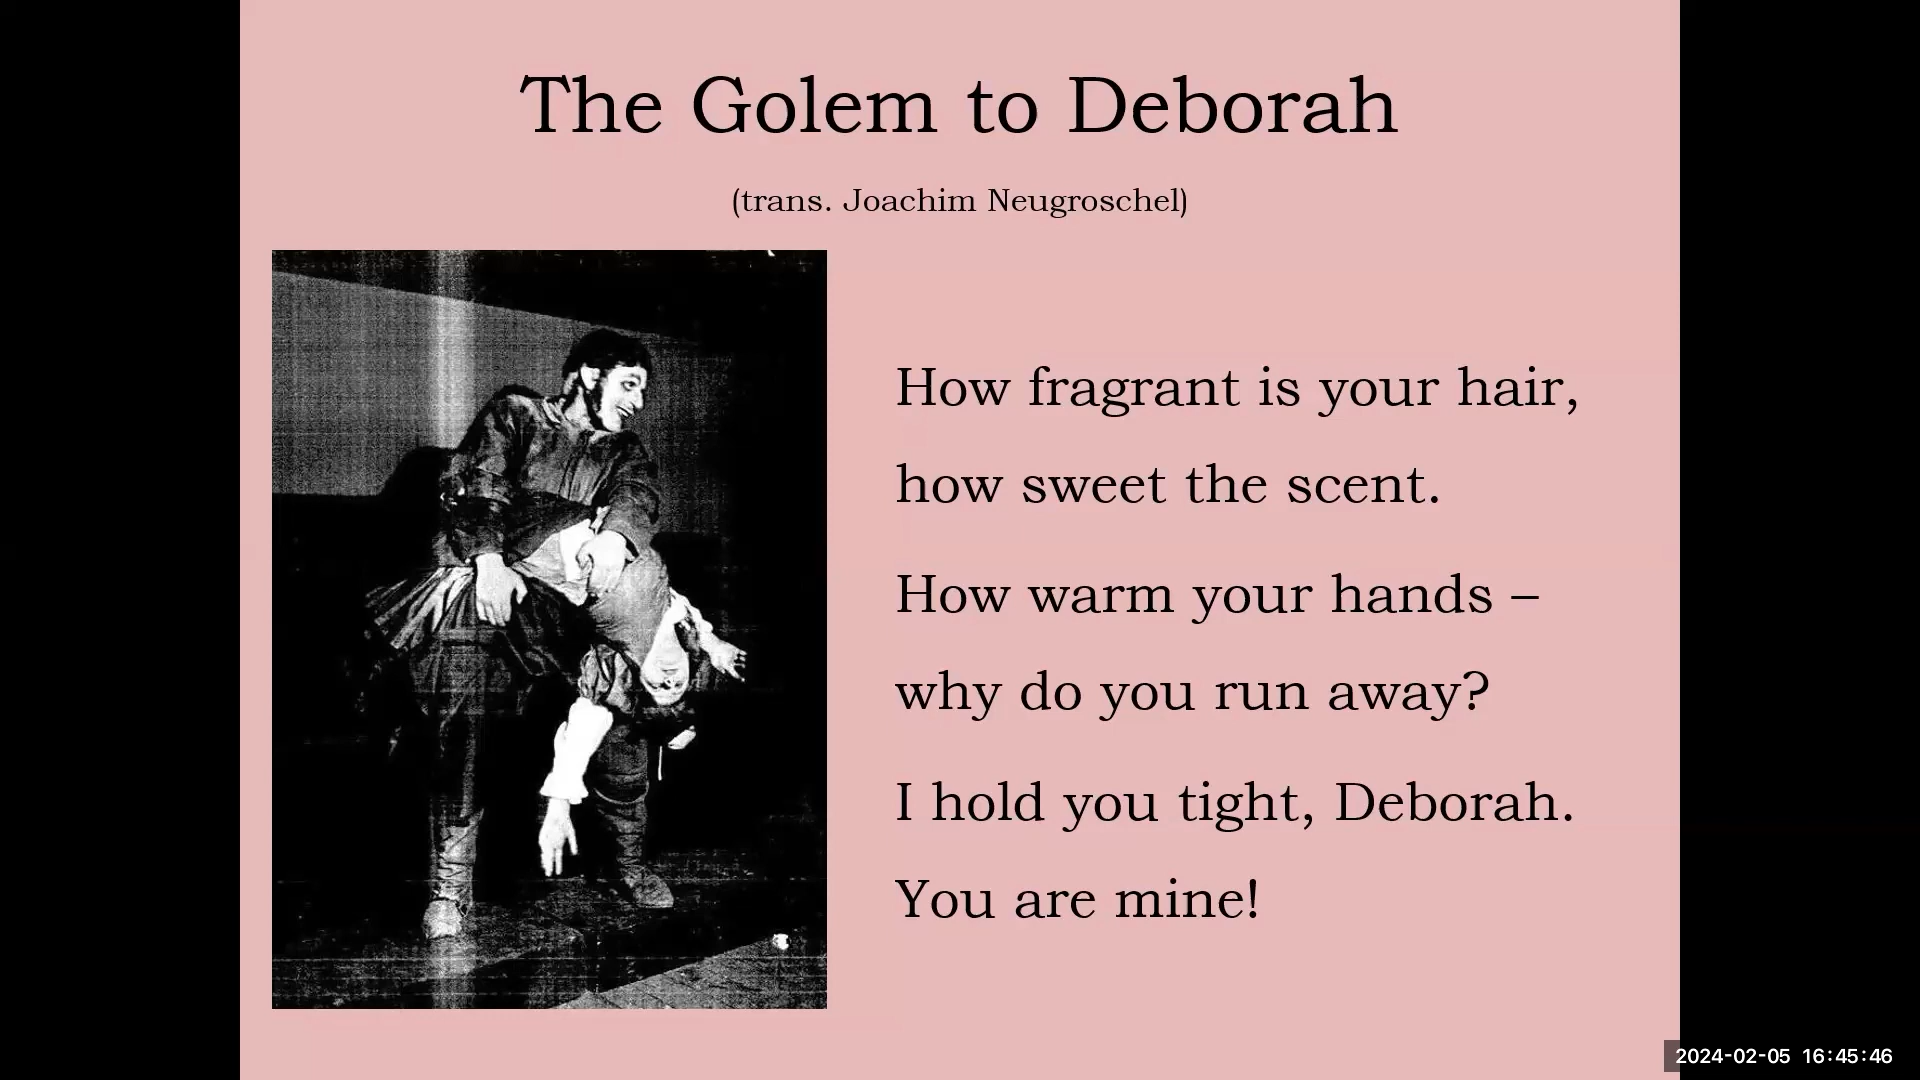 The Golem to Deborah
(trans. Joachim Neugroschel)
How fragrant is your hair,
how sweet the scent.
How warm your hands –
why do you run away?
I hold you tight, Deborah.
You are mine!
2024-02-05 16:45:46